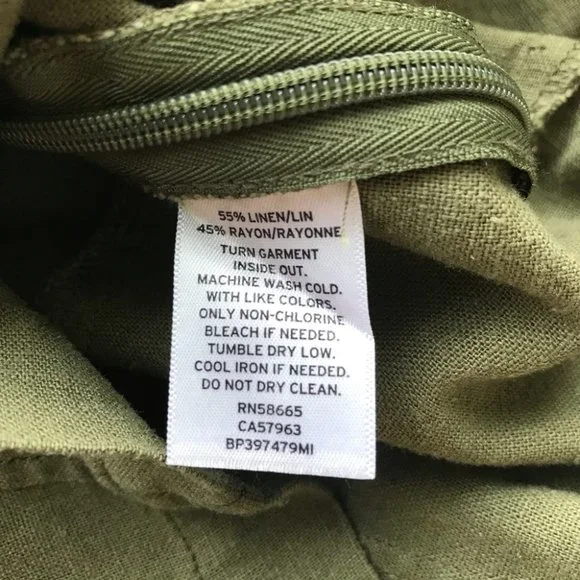 55% LINEN/LIN
45% RAYON/RAYONNE
TURN GARMENT
INSIDE OUT.
MACHINE WASH COLD.
WITH LIKE COLORS.
ONLY NON-CHLORINE
BLEACH IF NEEDED.
TUMBLE DRY LOW.
COOL IRON IF NEEDED.
DO NOT DRY CLEAN.
RN58665
CA57963
BP397479MI